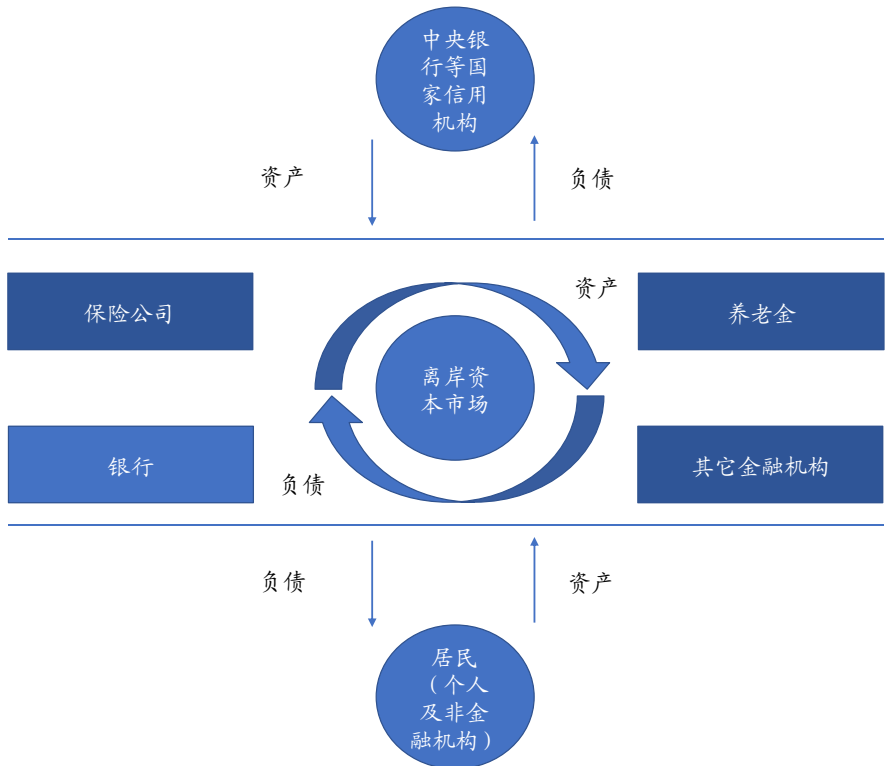 中央银
行等国
家信用
机构
资产
负债
保险公司
资产
养老金
离岸资
本市场
银行
负债
其它金融机构
负债
资产
居民
（个人
及非金
融机构）